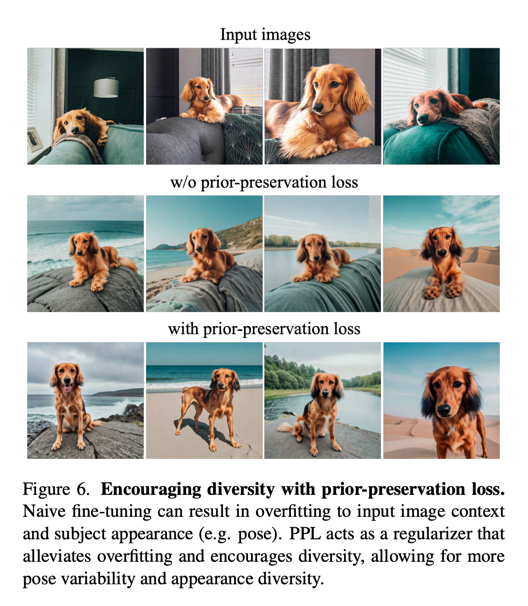 Input images
w/o prior-preservation loss
with prior-preservation loss
Figure 6. Encouraging diversity with prior-preservation loss.
Naive fine-tuning can result in overfitting to input image context
and subject appearance (e.g. pose). PPL acts as a regularizer that
alleviates overfitting and encourages diversity, allowing for more
pose variability and appearance diversity.